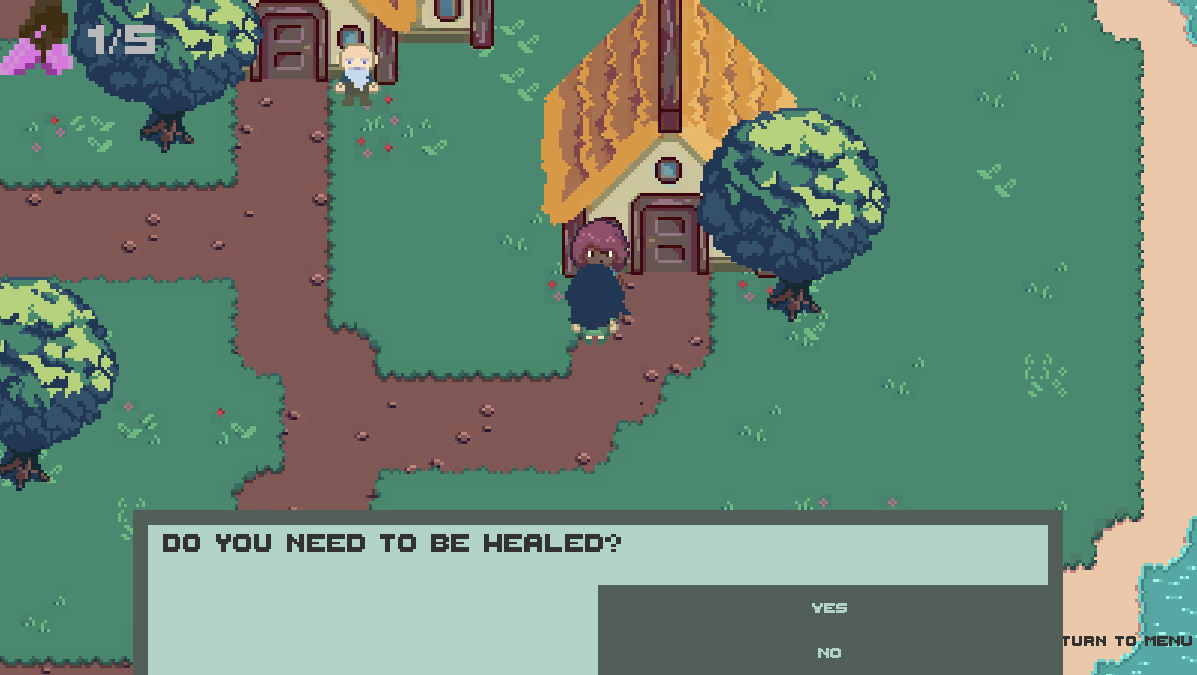 1/5
DO YOU NEED TO BE HEALED?
YES
NO
TURN TO MENU